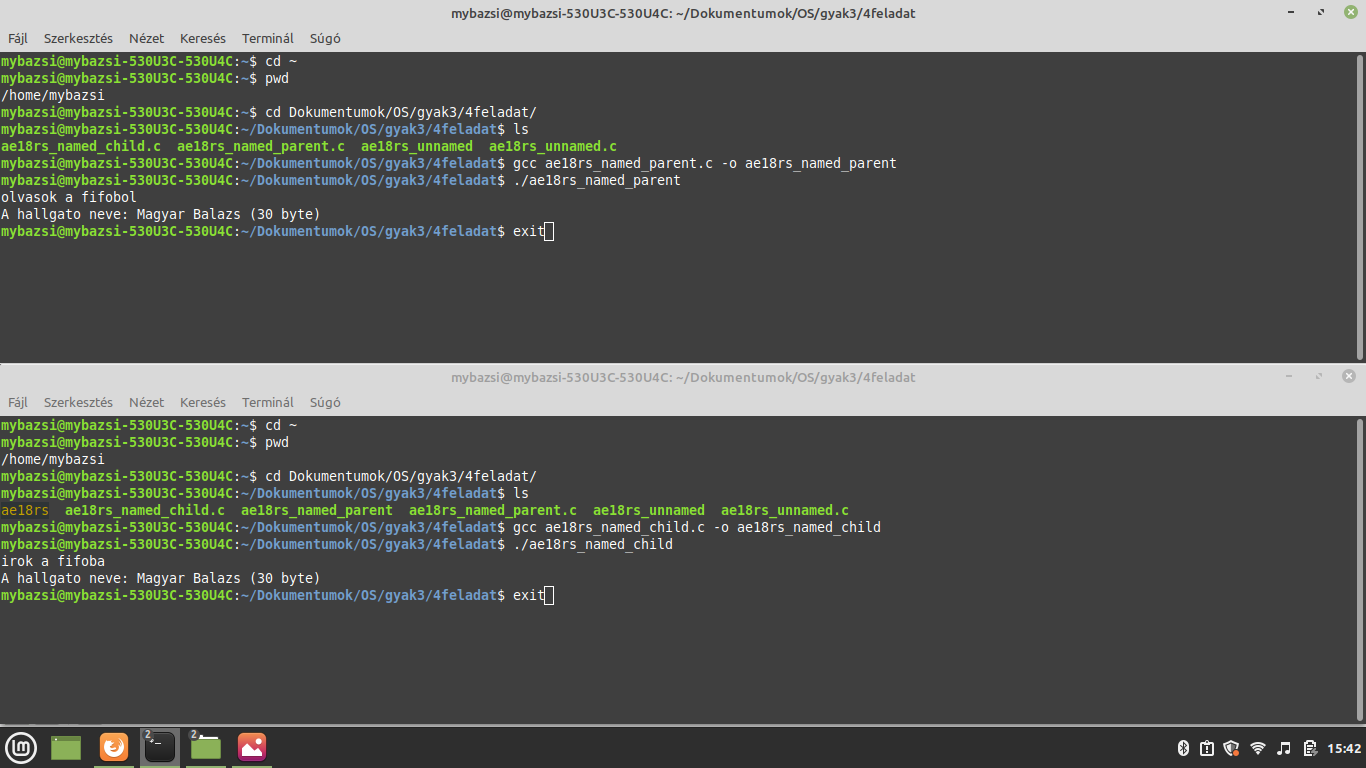 mybazsi@mybazsi-530U3C-530U4C: ~/Dokumentumok/OS/gyak3/4feladat
Fájl Szerkesztés Nézet Keresés Terminál Súgó
mybazsi@mybazsi-530U3C-530U4C:~$ cd ~
mybazsi@mybazsi-530U3C-530U4C:~$ pwd
/home/mybazsi
mybazsi@mybazsi-530U3C-530U4C:~$ cd Dokumentumok/OS/gyak3/4feladat/
mybazsi@mybazsi-530U3C-530U4C:~/Dokumentumok/OS/gyak3/4feladat$ ls
ae18rs_named_child.c ae18rs_named_parent.c ae18rs_unnamed ae18rs_unnamed.c
mybazsi@mybazsi-530U3C-530U4C:~/Dokumentumok/OS/gyak3/4feladat$ gcc ae18rs_named_parent.c -o ae18rs_named_parent
mybazsi@mybazsi-530U3C-530U4C:~/Dokumentumok/OS/gyak3/4feladat$ ./ae18rs_named_parent
olvasok a fifobol
A hallgato neve: Magyar Balazs (30 byte)
mybazsi@mybazsi-530U3C-530U4C:~/Dokumentumok/OS/gyak3/4feladat$ exit
mybazsi@mybazsi-530U3C-530U4C: ~/Dokumentumok/OS/gyak3/4feladat
Fájl Szerkesztés Nézet Keresés Terminál Súgó
mybazsi@mybazsi-530U3C-530U4C:~$ cd ~
mybazsi@mybazsi-530U3C-530U4C:~$ pwd
/home/mybazsi
mybazsi@mybazsi-530U3C-530U4C:~$ cd Dokumentumok/OS/gyak3/4feladat/
mybazsi@mybazsi-530U3C-530U4C:~/Dokumentumok/OS/gyak3/4feladat$ ls
ae18rs ae18rs_named_child.c ae18rs_named_parent ae18rs_named_parent.c ae18rs_unnamed ae18rs_unnamed.c
mybazsi@mybazsi-530U3C-530U4C:~/Dokumentumok/OS/gyak3/4feladat$ gcc ae18rs_named_child.c -o ae18rs_named_child
mybazsi@mybazsi-530U3C-530U4C:~/Dokumentumok/OS/gyak3/4feladat$ ./ae18rs_named_child
irok a fifoba
A hallgato neve: Magyar Balazs (30 byte)
mybazsi@mybazsi-530U3C-530U4C:~/Dokumentumok/OS/gyak3/4feladat$ exit
2 2 15:42